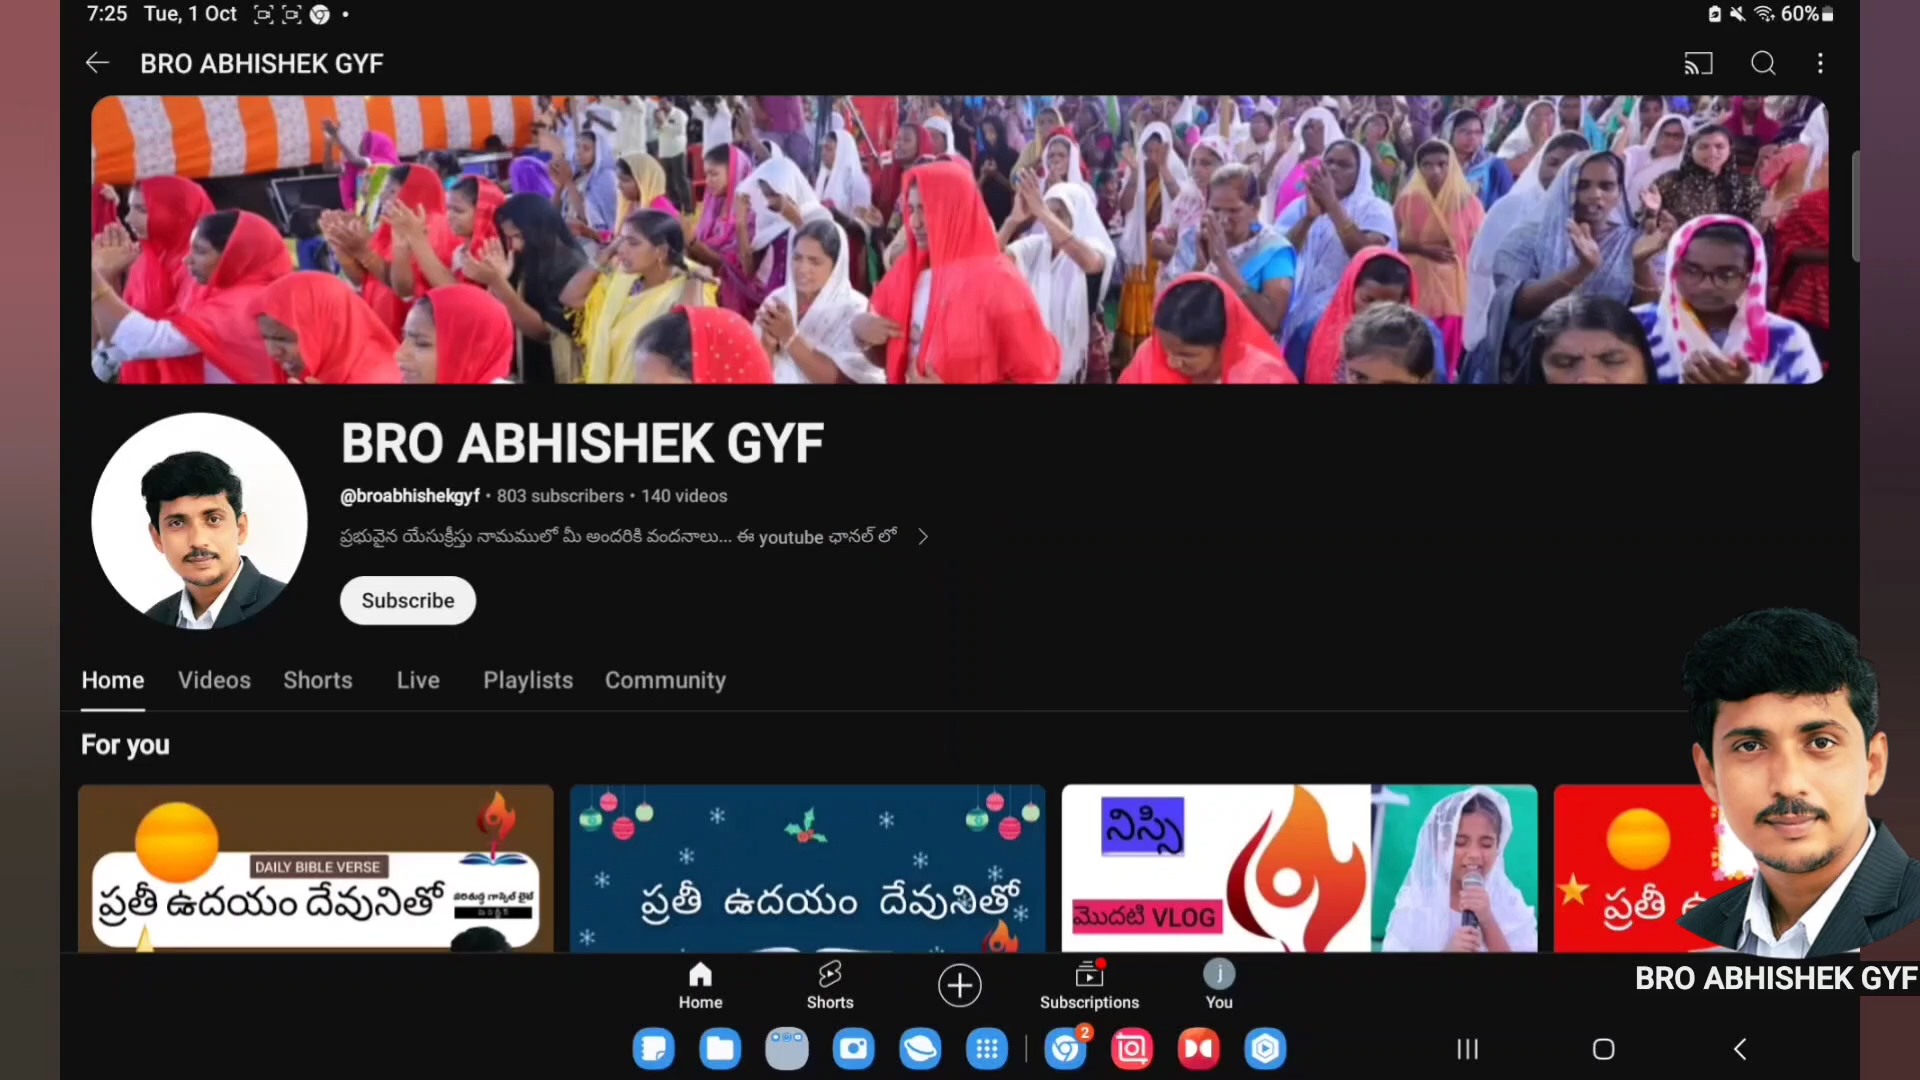 7:25 Tue, 1 Oct
60%
BRO ABHISHEK GYF
BRO ABHISHEK GYF
@broabhishekgyf • 803 subscribers • 140 videos
ప్రభువైన యేసుక్రీస్తు నామములో మీ అందరికి వందనాలు... ఈ youtube ఛానల్ లో
Subscribe
Home Videos Shorts Live Playlists Community
For you
DAILY BIBLE VERSE
ప్రతీ ఉదయం దేవునితో
పరిశుద్ధ గాస్పెల్ లైట్
ప్రతీ ఉదయం దేవునితో
నిస్సి
మొదటి VLOG
ప్రతీ
BRO ABHISHEK GYF
Home Shorts Subscriptions j You
2